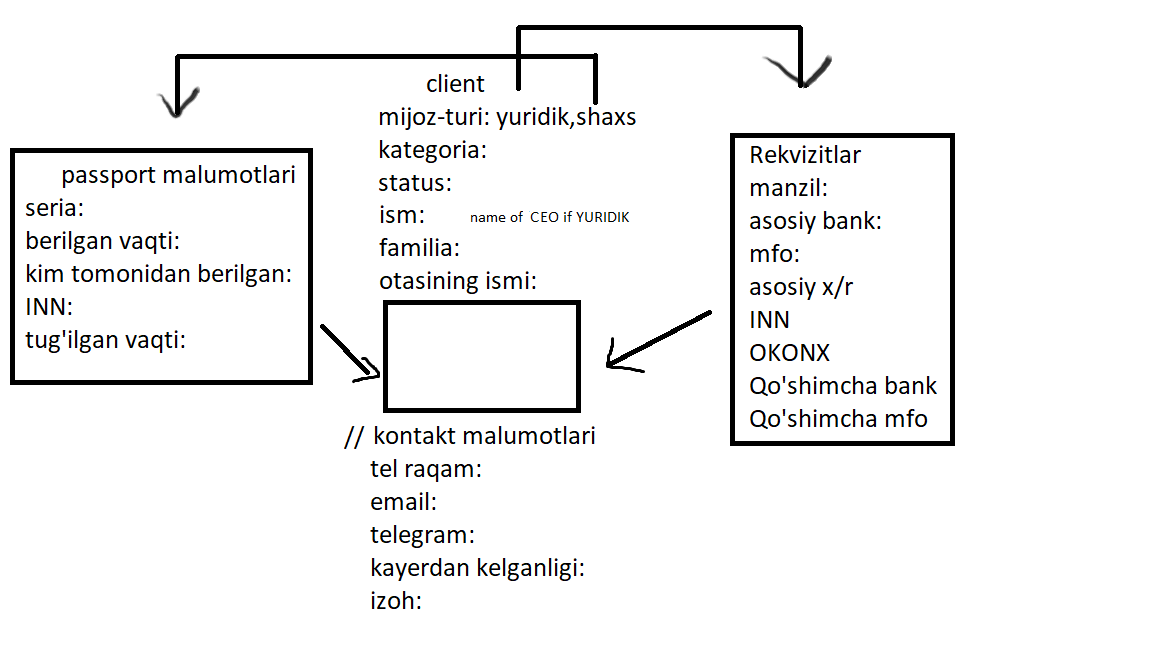 client
mijoz-turi: yuridik,shaxs
kategoria:
status:
ism: name of CEO if YURIDIK
familia:
otasining ismi:
passport malumotlari
seria:
berilgan vaqti:
kim tomonidan berilgan:
INN:
tug'ilgan vaqti:
Rekvizitlar
manzil:
asosiy bank:
mfo:
asosiy x/r
INN
OKONX
Qo'shimcha bank
Qo'shimcha mfo
// kontakt malumotlari
tel raqam:
email:
telegram:
kayerdan kelganligi:
izoh: